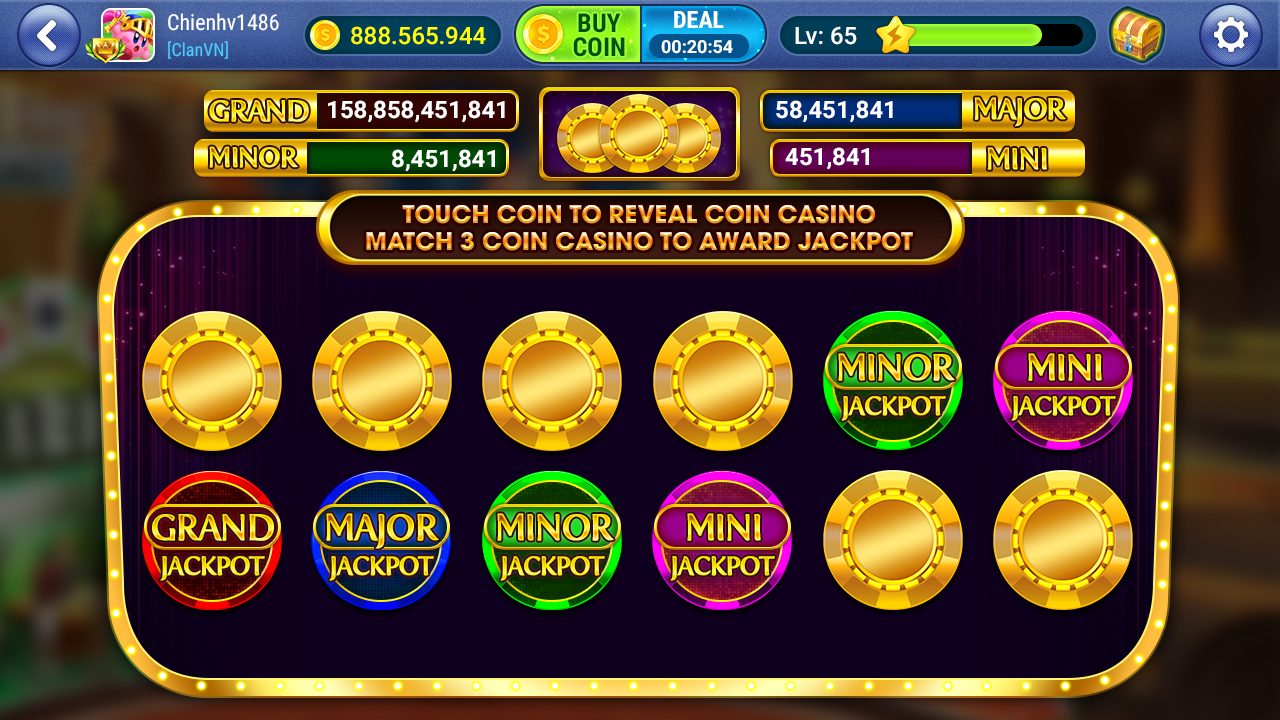 Chienhv1486
[ClanVN]
888.565.944
BUY
COIN
DEAL
00:20:54
Lv: 65
GRAND 158,858,451,841
58,451,841 MAJOR
MINOR 8,451,841
451,841 MINI
TOUCH COIN TO REVEAL COIN CASINO
MATCH 3 COIN CASINO TO AWARD JACKPOT
MINOR
JACKPOT
MINI
JACKPOT
GRAND
JACKPOT
MAJOR
JACKPOT
MINOR
JACKPOT
MINI
JACKPOT